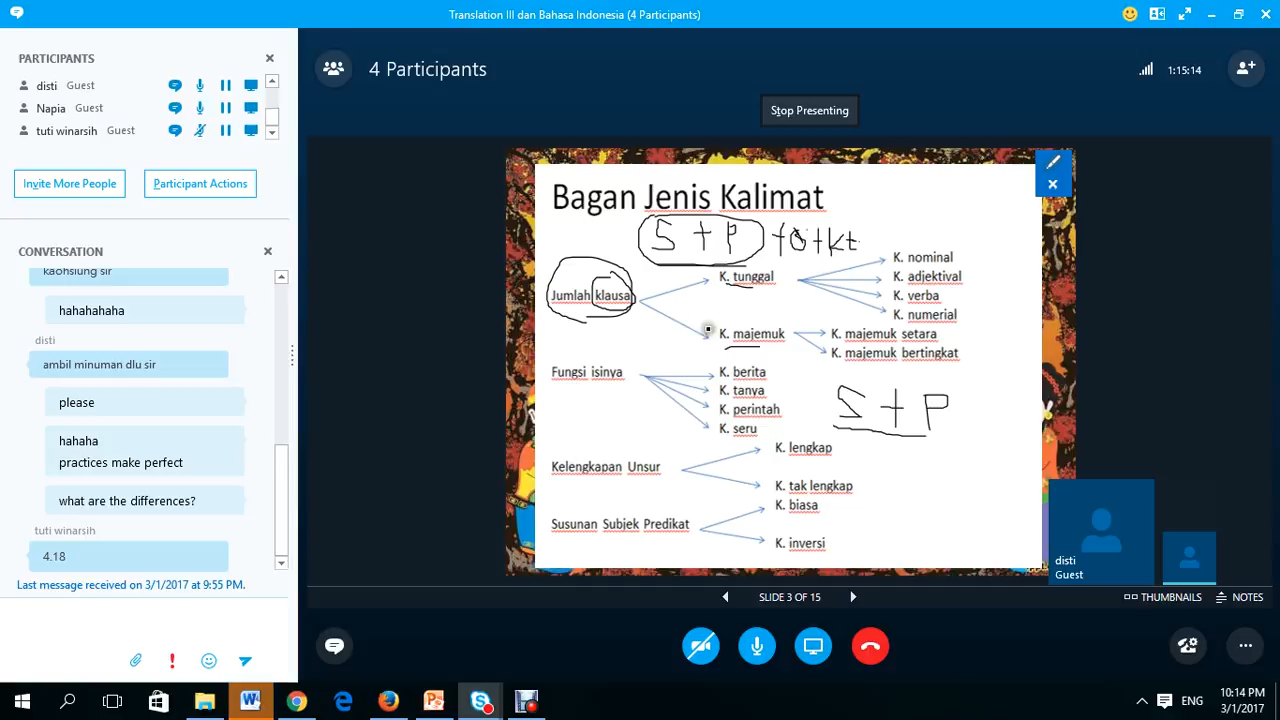 Translation III dan Bahasa Indonesia (4 Participants)
PARTICIPANTS
disti Guest
Napia Guest
tuti winarsih Guest
Invite More People
Participant Actions
CONVERSATION
kaohsiung sir
hahahahaha
disti
ambil minuman dlu sir
please
hahaha
practices make perfect
what are the differences?
tuti winarsih
4.18
Last message received on 3/1/2017 at 9:55 PM.
4 Participants
1:15:14
Stop Presenting
Bagan Jenis Kalimat
S + P
Jumlah klausa
K. tunggal
K. nominal
K. adjektival
K. verba
K. numerial
K. majemuk
K. majemuk setara
K. majemuk bertingkat
Fungsi isinya
K. berita
K. tanya
K. perintah
K. seru
S + P
Kelengkapan Unsur
K. lengkap
K. tak lengkap
Susunan Subjek Predikat
K. biasa
K. inversi
disti
Guest
SLIDE 3 OF 15
THUMBNAILS
NOTES
ENG
10:14 PM
3/1/2017